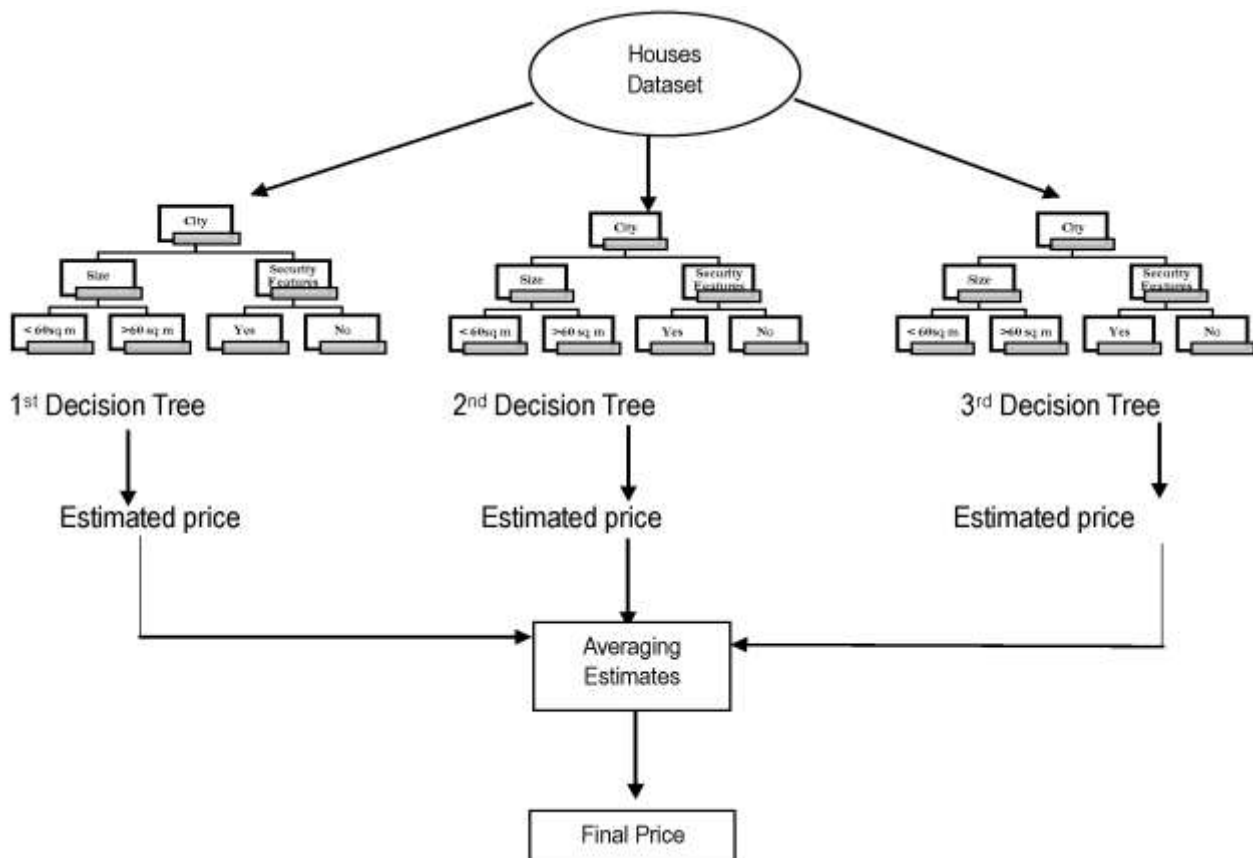 Houses
Dataset
City
Size
Security
Features
< 60sq m
>60 sq m
Yes
No
City
Size
Security
Features
< 60sq m
>60 sq m
Yes
No
City
Size
Security
Features
< 60sq m
>60 sq m
Yes
No
1st Decision Tree
2nd Decision Tree
3rd Decision Tree
Estimated price
Estimated price
Estimated price
Averaging
Estimates
Final Price